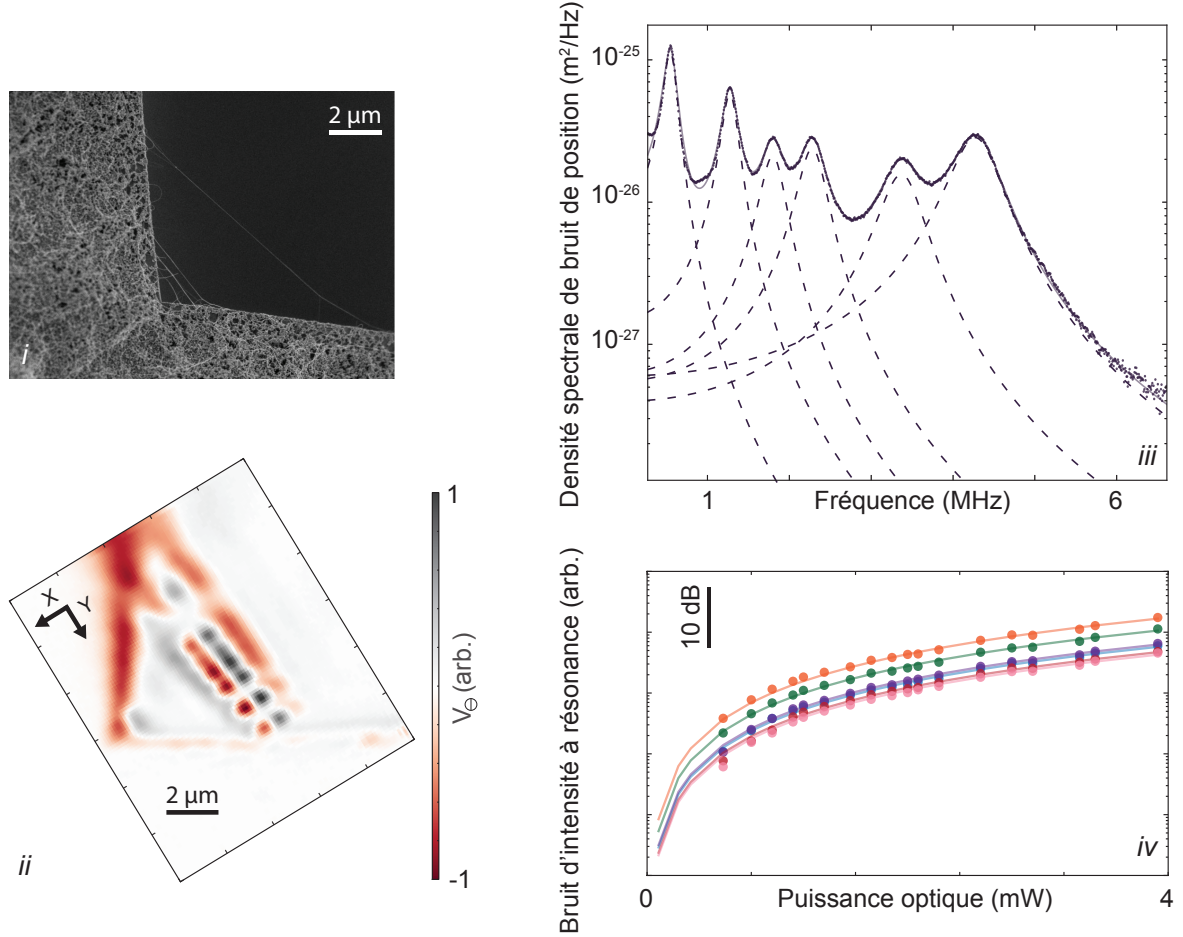 2 μm
i
X
Y
1
V⊖ (arb.)
-1
2 μm
ii
Densité spectrale de bruit de position (m²/Hz)
10⁻²⁵
10⁻²⁶
10⁻²⁷
iii
1
6
Fréquence (MHz)
Bruit d'intensité à résonance (arb.)
10 dB
iv
0
4
Puissance optique (mW)